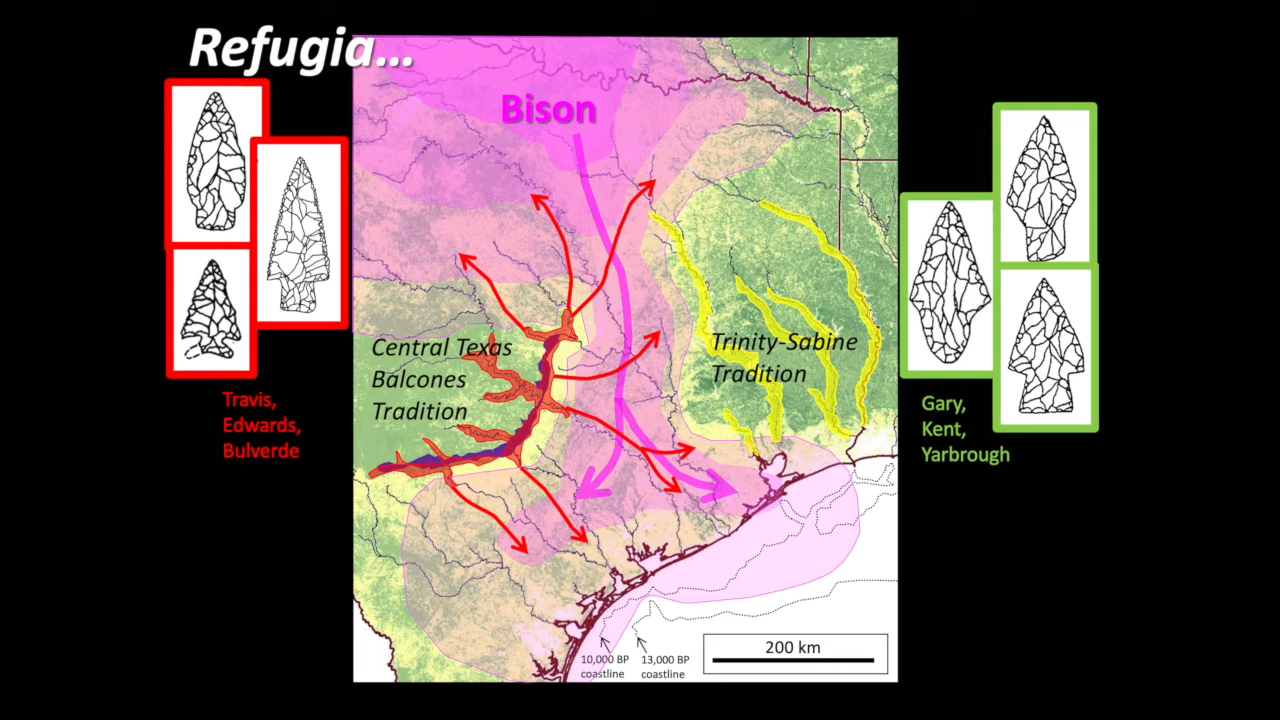 Refugia...
Bison
Central Texas
Balcones
Tradition
Trinity-Sabine
Tradition
Travis,
Edwards,
Bulverde
Gary,
Kent,
Yarbrough
10,000 BP
coastline
13,000 BP
coastline
200 km